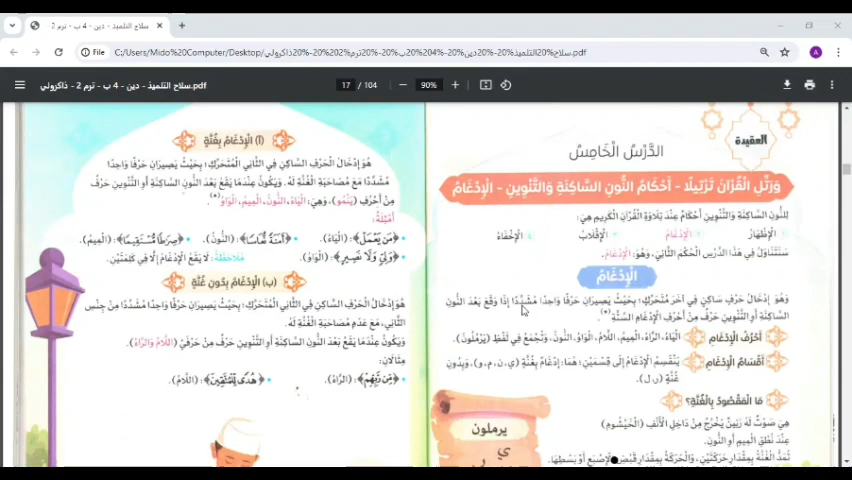 سلاح التلميذ - دين - 4 ب - ترم 2
File
C:/Users/Mido%20Computer/Desktop/سلاح%20التلميذ%20-%20دين%20-%204%20ب%20-%20ترم%202%20-%20ذاكرولي.pdf
A
سلاح التلميذ - دين - 4 ب - ترم 2 - ذاكرولي.pdf
17 / 104
90%
العقيدة
الدَّرْسُ الْخَامِسُ
وَرَتِّلِ الْقُرْآنَ تَرْتِيلًا - أَحْكَامُ النُّونِ السَّاكِنَةِ وَالتَّنْوِينِ - الْإِدْغَامُ
لِلنُّونِ السَّاكِنَةِ وَالتَّنْوِينِ أَحْكَامٌ عِنْدَ تِلَاوَةِ الْقُرْآنِ الْكَرِيمِ هِيَ:
الْإِظْهَارُ
الْإِدْغَامُ
الْإِقْلَابُ
الْإِخْفَاءُ
سَنَتَنَاوَلُ فِي هَذَا الدَّرْسِ الْحُكْمَ الثَّانِيَ، وَهُوَ: الْإِدْغَامُ.
الْإِدْغَامُ
وَهُوَ إِدْخَالُ حَرْفٍ سَاكِنٍ فِي آخَرَ مُتَحَرِّكٍ؛ بِحَيْثُ يَصِيرَانِ حَرْفًا وَاحِدًا مُشَدَّدًا إِذَا وَقَعَ بَعْدَ النُّونِ
السَّاكِنَةِ أَوِ التَّنْوِينِ حَرْفٌ مِنْ أَحْرُفِ الْإِدْغَامِ السِّتَّةِ(*).
أَحْرُفُ الْإِدْغَامِ الْيَاءُ، الرَّاءُ، الْمِيمُ، اللَّامُ، الْوَاوُ، النُّونُ، وَتُجْمَعُ فِي لَفْظِ (يَرْمُلُونَ).
أَقْسَامُ الْإِدْغَامِ يَنْقَسِمُ الْإِدْغَامُ إِلَى قِسْمَيْنِ؛ هُمَا: إِدْغَامٌ بِغُنَّةٍ (ي، ن، م، و)، وَبِدُونِ
غُنَّةٍ (ر، ل).
مَا الْمَقْصُودُ بِالْغُنَّةِ؟
هِيَ صَوْتٌ لَهُ رَنِينٌ يَخْرُجُ مِنْ دَاخِلِ الْأَنْفِ (الْخَيْشُومِ)
عِنْدَ نُطْقِ الْمِيمِ أَوِ النُّونِ.
تُمَدُّ الْغُنَّةُ بِمِقْدَارِ حَرَكَتَيْنِ، وَالْحَرَكَةُ بِمِقْدَارِ قَبْضِ الْإِصْبَعِ أَوْ بَسْطِهَا.
يرملون
ي
ر
(أ) الْإِدْغَامُ بِغُنَّةٍ
هُوَ إِدْخَالُ الْحَرْفِ السَّاكِنِ فِي الثَّانِي الْمُتَحَرِّكِ؛ بِحَيْثُ يَصِيرَانِ حَرْفًا وَاحِدًا
مُشَدَّدًا مَعَ مُصَاحَبَةِ الْغُنَّةِ لَهُ. وَيَكُونُ عِنْدَمَا يَقَعُ بَعْدَ النُّونِ السَّاكِنَةِ أَوِ التَّنْوِينِ حَرْفٌ
مِنْ أَحْرُفِ (يَنْمُو)، وَهِيَ: الْيَاءُ، النُّونُ، الْمِيمُ، الْوَاوُ(*).
أَمْثِلَةٌ:
• ﴿مَن يَعْمَلْ﴾: (الْيَاءُ). • ﴿أَمَنَةً نُّعَاسًا﴾: (النُّونُ). • ﴿صِرَٰطًا مُّسْتَقِيمًا﴾: (الْمِيمُ).
• ﴿وَلِيٍّ وَلَا نَصِيرٍ﴾: (الْوَاوُ). مُلَاحَظَةٌ: لَا يَقَعُ الْإِدْغَامُ إِلَّا فِي كَلِمَتَيْنِ.
(ب) الْإِدْغَامُ بِدُونِ غُنَّةٍ
هُوَ إِدْخَالُ الْحَرْفِ السَّاكِنِ فِي الثَّانِي الْمُتَحَرِّكِ؛ بِحَيْثُ يَصِيرَانِ حَرْفًا وَاحِدًا مُشَدَّدًا مِنْ جِنْسِ
الثَّانِي، مَعَ عَدَمِ مُصَاحَبَةِ الْغُنَّةِ لَهُ.
وَيَكُونُ عِنْدَمَا يَقَعُ بَعْدَ النُّونِ السَّاكِنَةِ أَوِ التَّنْوِينِ حَرْفٌ مِنْ حَرْفَيِ (اللَّامُ وَالرَّاءُ).
مِثَالَانِ:
• ﴿مِّن رَّبِّهِمْ﴾: (الرَّاءُ). • ﴿هُدًى لِّلْمُتَّقِينَ﴾: (اللَّامُ).